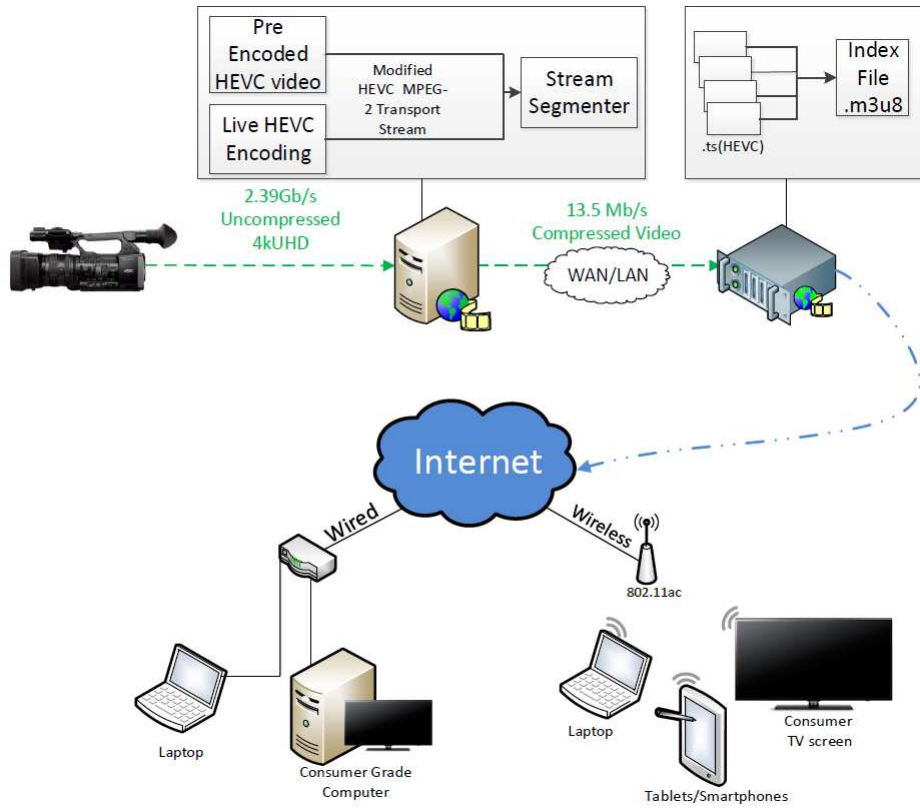 Pre
Encoded
HEVC video
Modified
HEVC MPEG-
2 Transport
Stream
Stream
Segmenter
Live HEVC
Encoding
Index
File
.m3u8
.ts(HEVC)
2.39Gb/s
Uncompressed
4kUHD
13.5 Mb/s
Compressed Video
WAN/LAN
Internet
Wired
Wireless
802.11ac
Laptop
Consumer Grade
Computer
Laptop
Tablets/Smartphones
Consumer
TV screen